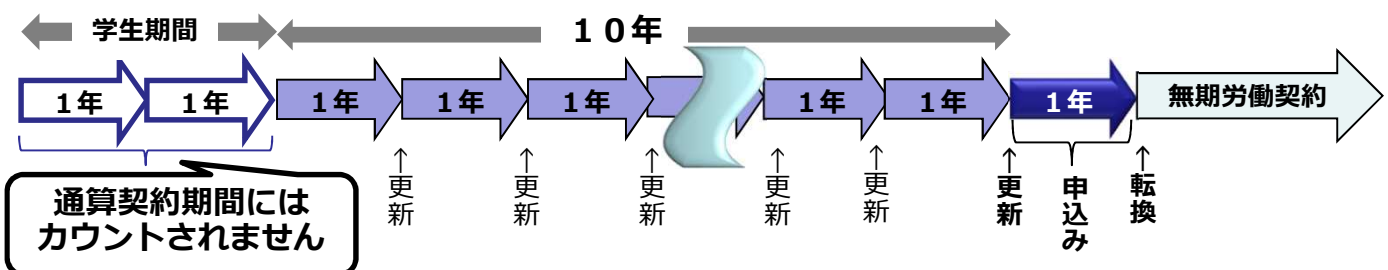 学生期間
１０年
１年
１年
１年
１年
１年
１年
１年
１年
無期労働契約
↑更新
↑更新
↑更新
↑更新
↑更新
↑更新
申込み
↑転換
通算契約期間には
カウントされません